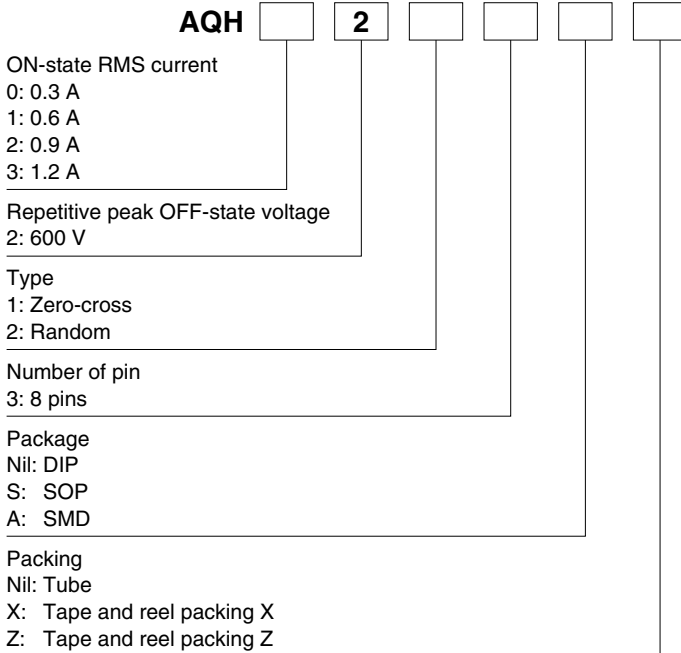 AQH 2
ON-state RMS current
0: 0.3 A
1: 0.6 A
2: 0.9 A
3: 1.2 A
Repetitive peak OFF-state voltage
2: 600 V
Type
1: Zero-cross
2: Random
Number of pin
3: 8 pins
Package
Nil: DIP
S: SOP
A: SMD
Packing
Nil: Tube
X: Tape and reel packing X
Z: Tape and reel packing Z